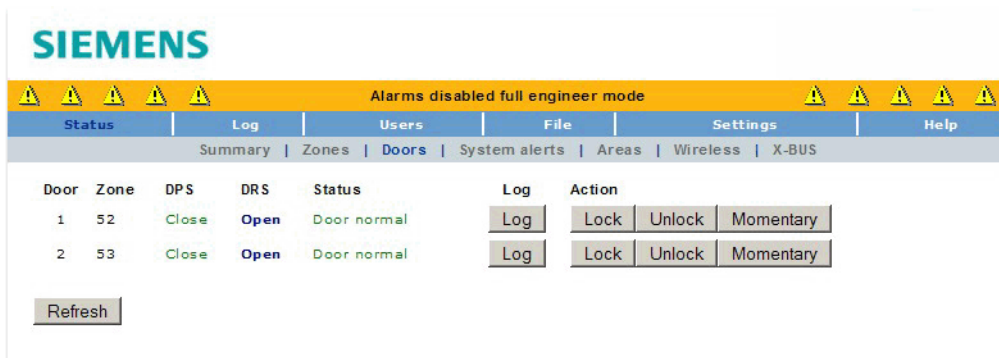 SIEMENS
Alarms disabled full engineer mode
Status Log Users File Settings Help
Summary | Zones | Doors | System alerts | Areas | Wireless | X-BUS
Door Zone DPS DRS Status Log Action
1 52 Close Open Door normal Log Lock Unlock Momentary
2 53 Close Open Door normal Log Lock Unlock Momentary
Refresh